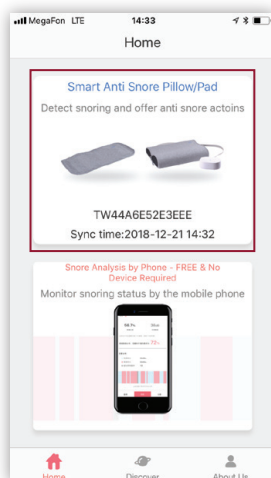 MegaFon LTE 14:33
Home
Smart Anti Snore Pillow/Pad
Detect snoring and offer anti snore actoins
TW44A6E52E3EEE
Sync time:2018-12-21 14:32
Snore Analysis by Phone - FREE & No
Device Required
Monitor snoring status by the mobile phone
Home Discover About Us